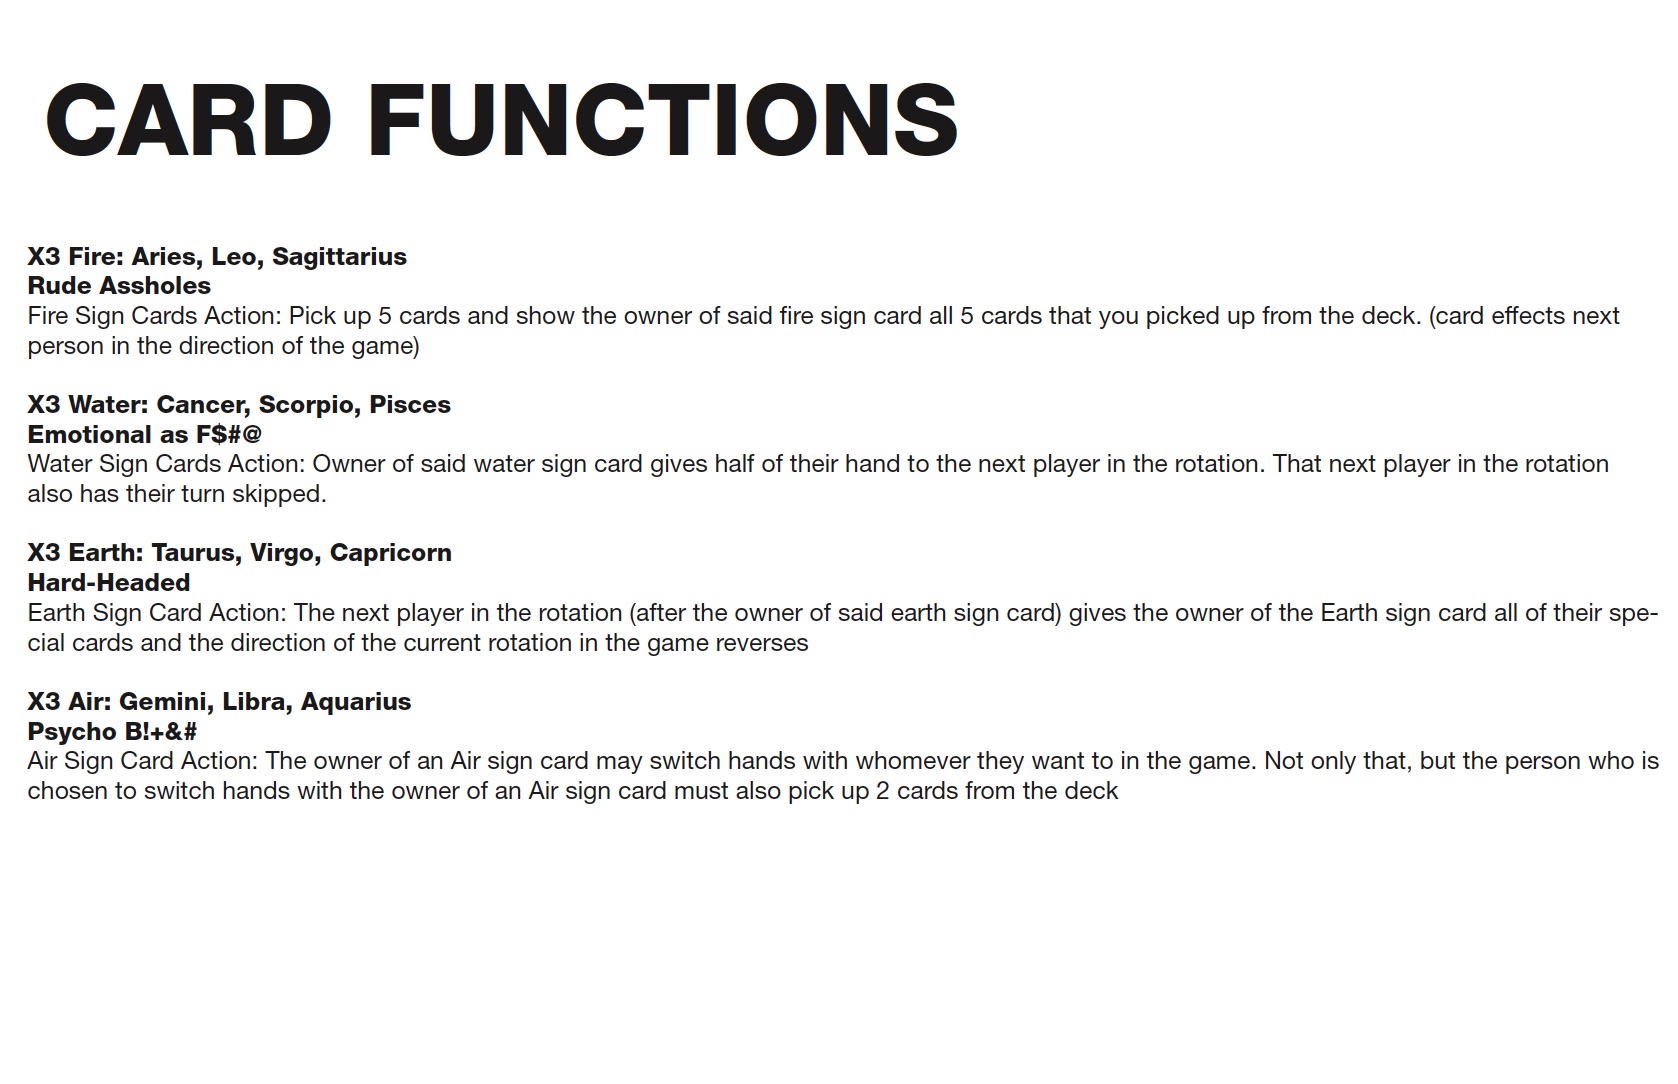 CARD FUNCTIONS
X3 Fire: Aries, Leo, Sagittarius
Rude Assholes
Fire Sign Cards Action: Pick up 5 cards and show the owner of said fire sign card all 5 cards that you picked up from the deck. (card effects next
person in the direction of the game)
X3 Water: Cancer, Scorpio, Pisces
Emotional as F$#@
Water Sign Cards Action: Owner of said water sign card gives half of their hand to the next player in the rotation. That next player in the rotation
also has their turn skipped.
X3 Earth: Taurus, Virgo, Capricorn
Hard-Headed
Earth Sign Card Action: The next player in the rotation (after the owner of said earth sign card) gives the owner of the Earth sign card all of their spe-
cial cards and the direction of the current rotation in the game reverses
X3 Air: Gemini, Libra, Aquarius
Psycho B!+&#
Air Sign Card Action: The owner of an Air sign card may switch hands with whomever they want to in the game. Not only that, but the person who is
chosen to switch hands with the owner of an Air sign card must also pick up 2 cards from the deck